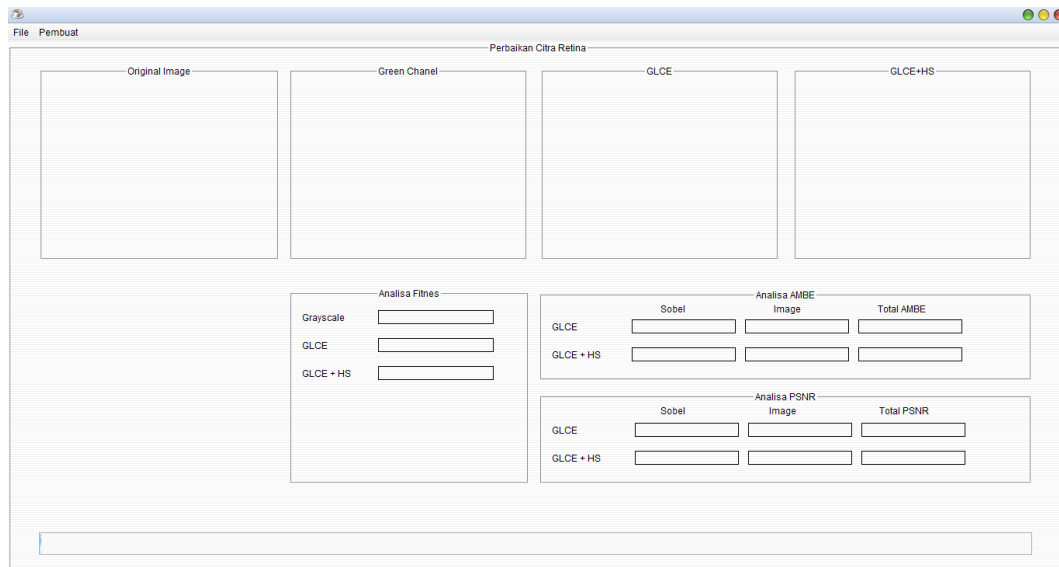 File Pembuat
Perbaikan Citra Retina
Original Image
Green Chanel
GLCE
GLCE+HS
Analisa Fitnes
Grayscale
GLCE
GLCE + HS
Analisa AMBE
Sobel Image Total AMBE
GLCE
GLCE + HS
Analisa PSNR
Sobel Image Total PSNR
GLCE
GLCE + HS